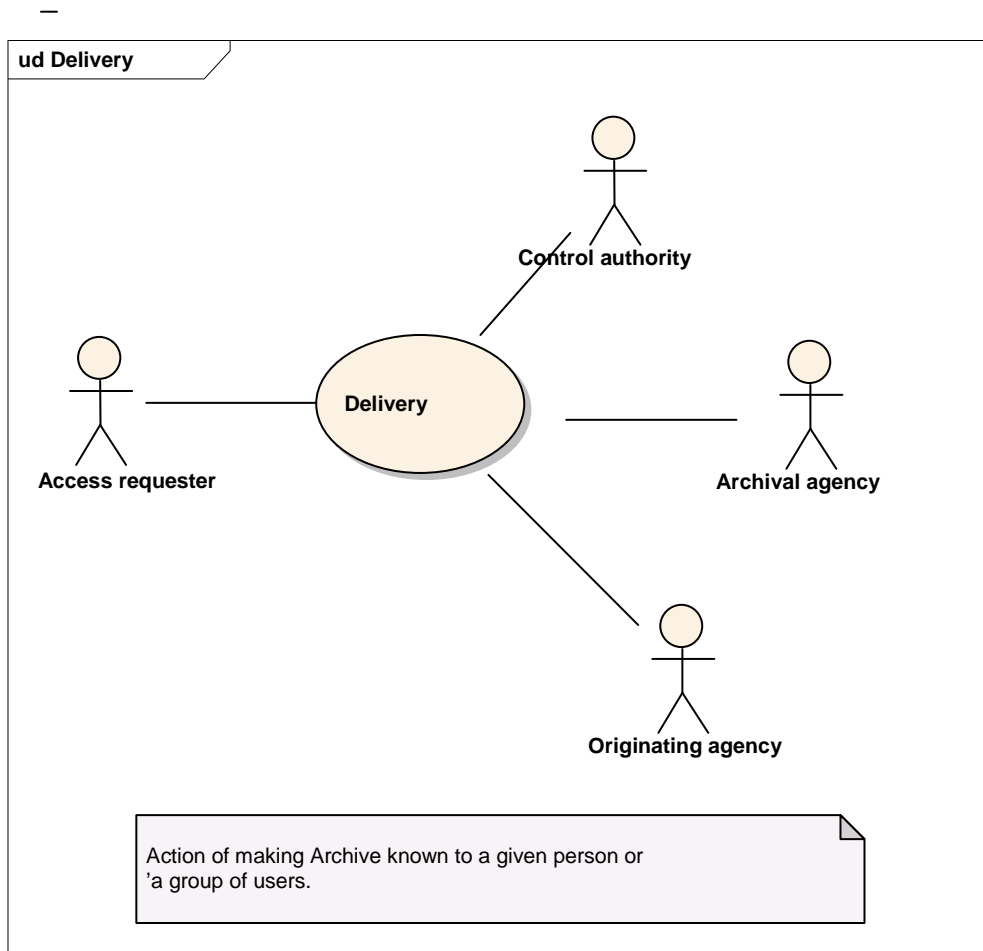 ud Delivery
Control authority
Delivery
Access requester
Archival agency
Originating agency
Action of making Archive known to a given person or
’a group of users.